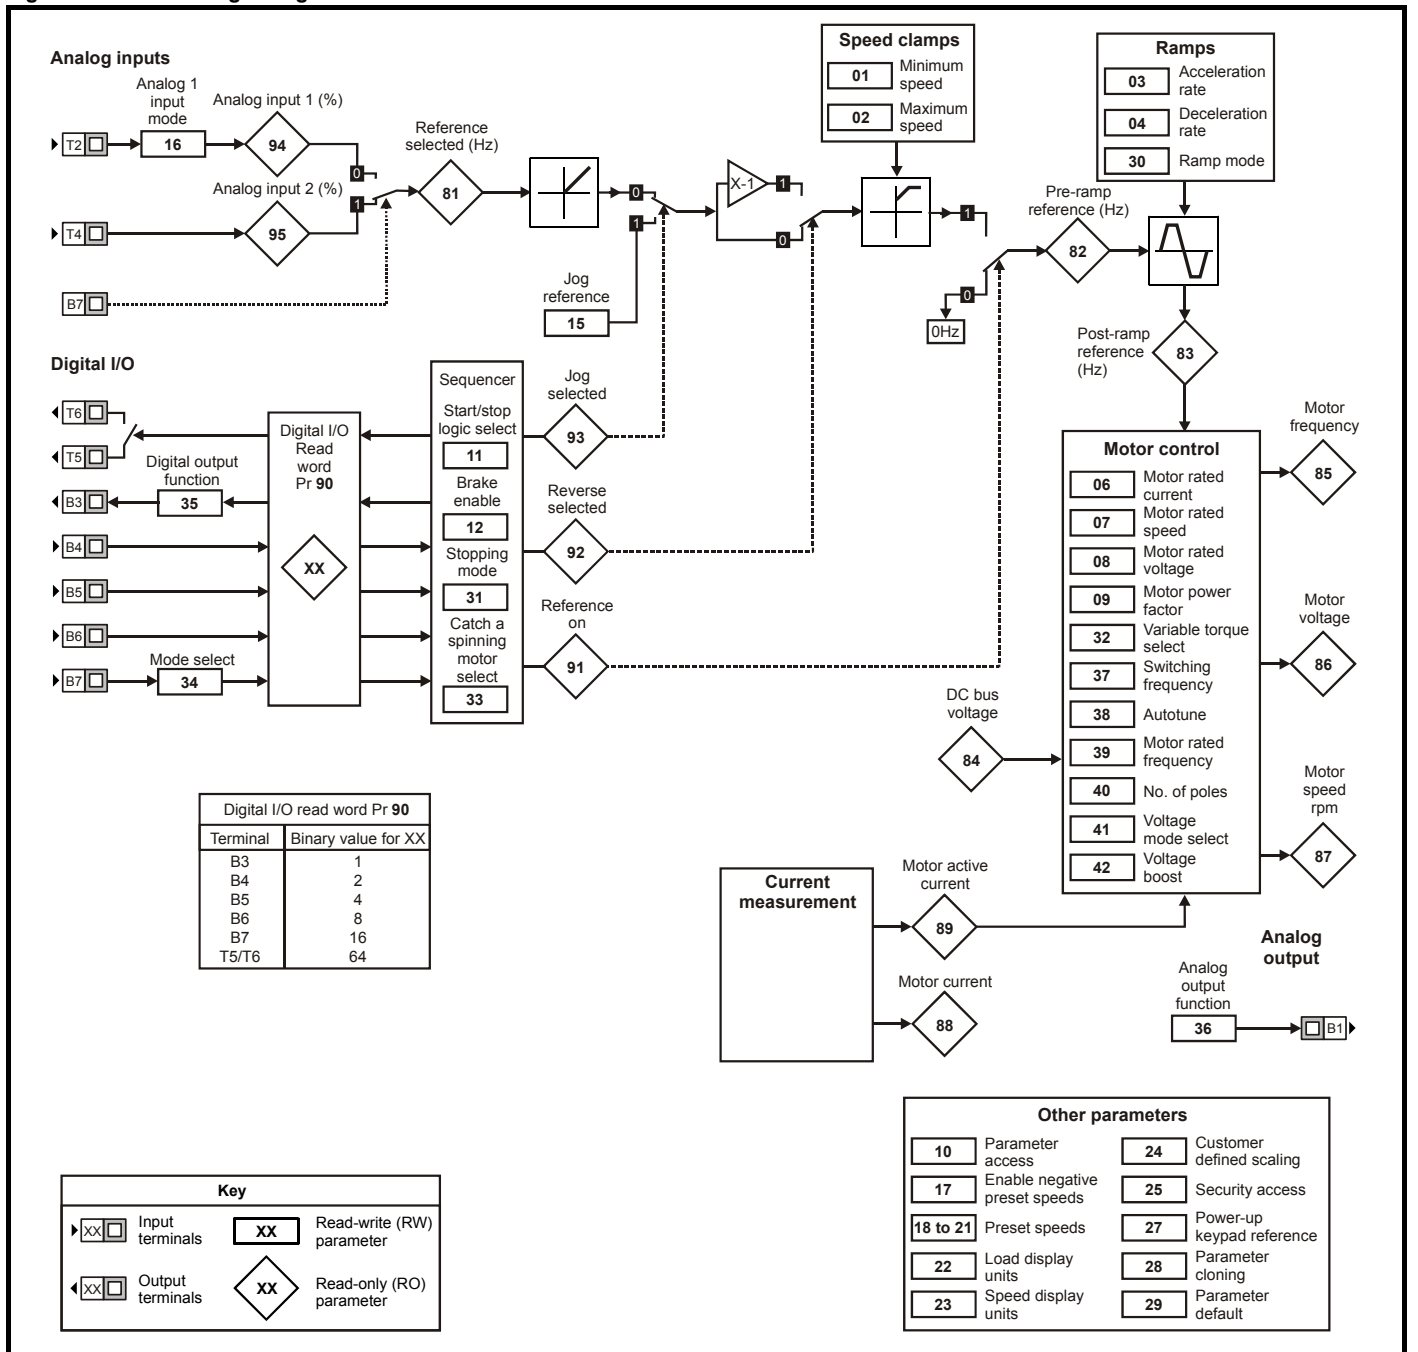 Analog inputs
Analog 1
input
mode
Analog input 1 (%)
T2
16
94
0
Analog input 2 (%)
T4
95
1
B7
Reference
selected (Hz)
81
0
1
Jog
reference
15
X-1
1
0
Speed clamps
01
Minimum
speed
02
Maximum
speed
1
0
0Hz
Pre-ramp
reference (Hz)
82
Ramps
03
Acceleration
rate
04
Deceleration
rate
30
Ramp mode
Post-ramp
reference
(Hz)
83
Digital I/O
T6
T5
Digital output
function
B3
35
B4
B5
B6
B7
Mode select
34
Digital I/O
Read
word
Pr 90
XX
Sequencer
Start/stop
logic select
11
Brake
enable
12
Stopping
mode
31
Catch a
spinning
motor
select
33
Jog
selected
93
Reverse
selected
92
Reference
on
91
DC bus
voltage
84
Motor control
06
Motor rated
current
07
Motor rated
speed
08
Motor rated
voltage
09
Motor power
factor
32
Variable torque
select
37
Switching
frequency
38
Autotune
39
Motor rated
frequency
40
No. of poles
41
Voltage
mode select
42
Voltage
boost
Motor
frequency
85
Motor
voltage
86
Motor
speed
rpm
87
Digital I/O read word Pr 90
Terminal Binary value for XX
B3 1
B4 2
B5 4
B6 8
B7 16
T5/T6 64
Current
measurement
Motor active
current
89
Motor current
88
Analog
output
Analog
output
function
36
B1
Key
XX
Input
terminals
XX
Read-write (RW)
parameter
XX
Output
terminals
XX
Read-only (RO)
parameter
Other parameters
10
Parameter
access
17
Enable negative
preset speeds
18 to 21
Preset speeds
22
Load display
units
23
Speed display
units
24
Customer
defined scaling
25
Security access
27
Power-up
keypad reference
28
Parameter
cloning
29
Parameter
default